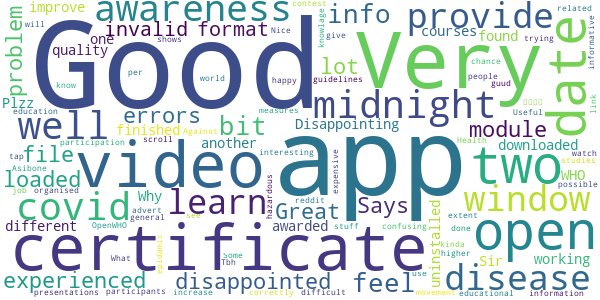 improve
awareness
info
provide
contest
related
will
problem
invalid format
courses
found
trying
informative
one
shows
Nice
knowlage
give
Good
Very
date
quality
per
world
happy
guidelines
chance
people
guud
know
midnight
Plzz
errors
lot
Useful
link
education
finished
Against
measures
Disappointing
module
well
bit
another
Health
downloaded
file
participation
scroll
interesting
video
app
two
WHO
studies
tap
loaded
Why
learn
hazardous
expensive
window
watch
Asibone
job
organised
awarded
reddit
Great
Says
possible
covid
advert
different
general
see
stuff
confusing
uninstalled
extent
open
OpenWHO
What
Some
Tbh
epidemic
certificate
done
kinda
higher
Sir
working
experienced
disappointed
feel
use
movements
disease
presentations
participants
increase
correctly
difficult
educational
information